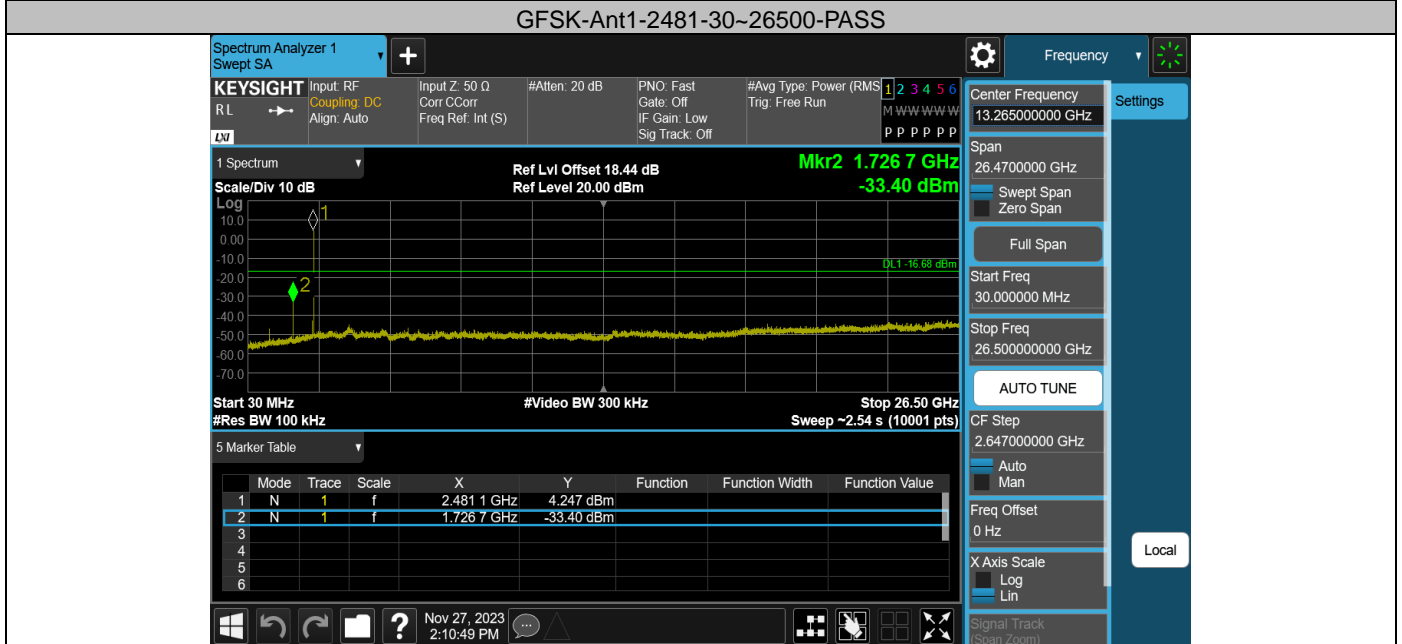 GFSK-Ant1-2481-30~26500-PASS
Spectrum Analyzer 1
Swept SA
Frequency
KEYSIGHT
RL
LXI
Input: RF
Coupling: DC
Align: Auto
Input Z: 50 Ω
Corr CCorr
Freq Ref: Int (S)
#Atten: 20 dB
PNO: Fast
Gate: Off
IF Gain: Low
Sig Track: Off
#Avg Type: Power (RMS
Trig: Free Run
1 2 3 4 5 6
M W W W W W
P P P P P P
1 Spectrum
Scale/Div 10 dB
Ref Lvl Offset 18.44 dB
Ref Level 20.00 dBm
Mkr2 1.726 7 GHz
-33.40 dBm
Log
10.0
0.00
-10.0
-20.0
-30.0
-40.0
-50.0
-60.0
-70.0
1
2
DL1 -16.68 dBm
Start 30 MHz
#Video BW 300 kHz
Stop 26.50 GHz
#Res BW 100 kHz
Sweep ~2.54 s (10001 pts)
5 Marker Table
Mode Trace Scale X Y Function Function Width Function Value
1 N 1 f 2.481 1 GHz 4.247 dBm
2 N 1 f 1.726 7 GHz -33.40 dBm
3
4
5
6
Nov 27, 2023
2:10:49 PM
Center Frequency
13.265000000 GHz
Settings
Span
26.4700000 GHz
Swept Span
Zero Span
Full Span
Start Freq
30.000000 MHz
Stop Freq
26.500000000 GHz
AUTO TUNE
CF Step
2.647000000 GHz
Auto
Man
Freq Offset
0 Hz
Local
X Axis Scale
Log
Lin
Signal Track
(Span Zoom)